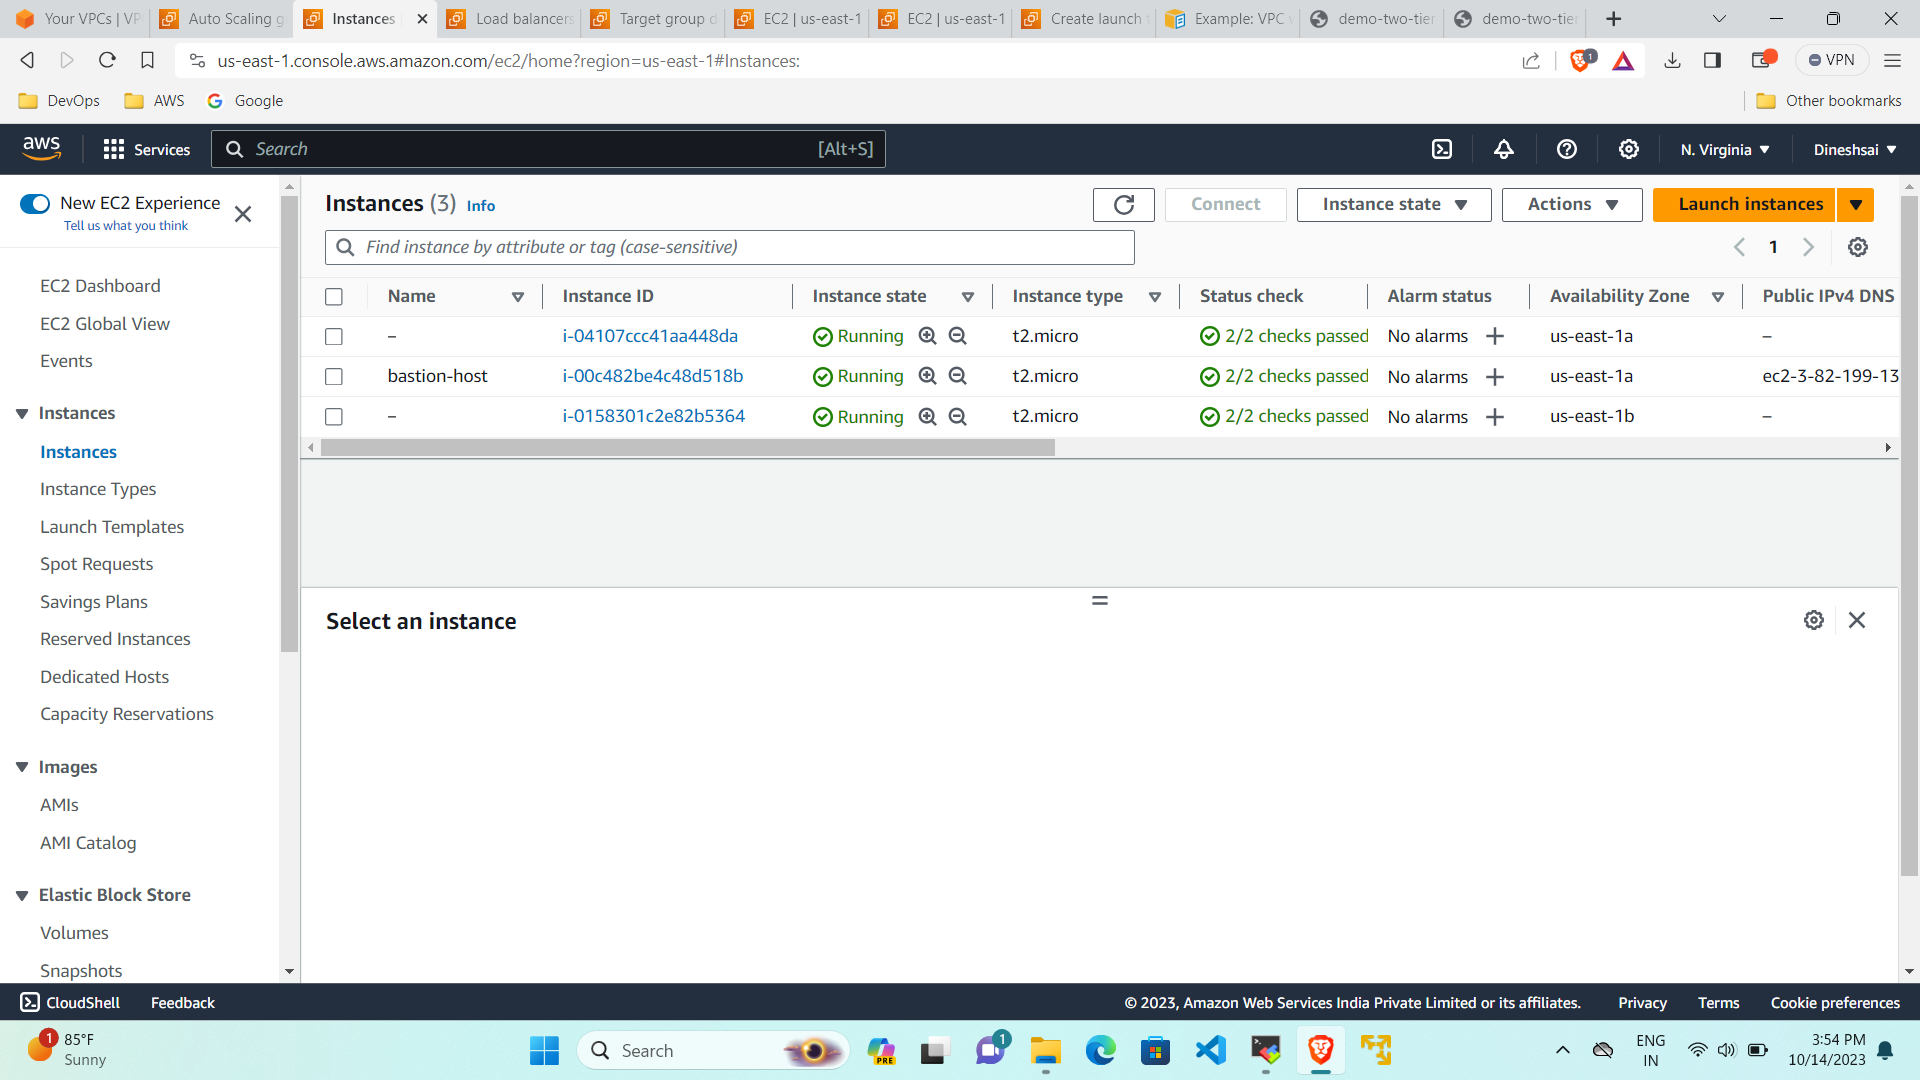 Your VPCs | VP
Auto Scaling g
Instances
Load balancers
Target group d
EC2 | us-east-1
EC2 | us-east-1
Create launch t
Example: VPC w
demo-two-tier
demo-two-tier
us-east-1.console.aws.amazon.com/ec2/home?region=us-east-1#Instances:
1
VPN
DevOps
AWS
Google
Other bookmarks
aws
Services
Search
[Alt+S]
N. Virginia
Dineshsai
New EC2 Experience
Tell us what you think
EC2 Dashboard
EC2 Global View
Events
Instances
Instances
Instance Types
Launch Templates
Spot Requests
Savings Plans
Reserved Instances
Dedicated Hosts
Capacity Reservations
Images
AMIs
AMI Catalog
Elastic Block Store
Volumes
Snapshots
Instances (3) Info
Connect
Instance state
Actions
Launch instances
Find instance by attribute or tag (case-sensitive)
1
Name Instance ID Instance state Instance type Status check Alarm status Availability Zone Public IPv4 DNS
– i-04107ccc41aa448da Running t2.micro 2/2 checks passed No alarms us-east-1a –
bastion-host i-00c482be4c48d518b Running t2.micro 2/2 checks passed No alarms us-east-1a ec2-3-82-199-13
– i-0158301c2e82b5364 Running t2.micro 2/2 checks passed No alarms us-east-1b –
Select an instance
CloudShell
Feedback
© 2023, Amazon Web Services India Private Limited or its affiliates.
Privacy
Terms
Cookie preferences
1
85°F
Sunny
Search
PRE
1
ENG
IN
3:54 PM
10/14/2023